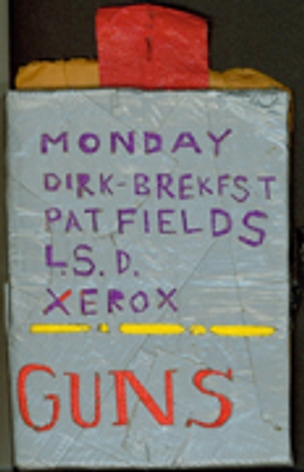 MONDAY
DIRK-BREKFST
PAT FIELDS
L.S.D.
XEROX
GUNS